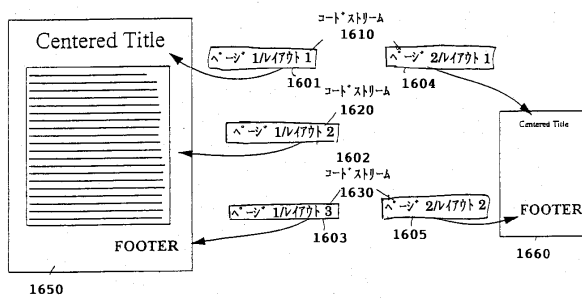 Centered Title
コードストリーム
1610
ページ 1/レイアウト 1
1601
ページ 2/レイアウト 1
1604
コードストリーム
1620
ページ 1/レイアウト 2
1602
Centered Title
コードストリーム
1630
ページ 1/レイアウト 3
1603
ページ 2/レイアウト 2
1605
FOOTER
FOOTER
1650
1660